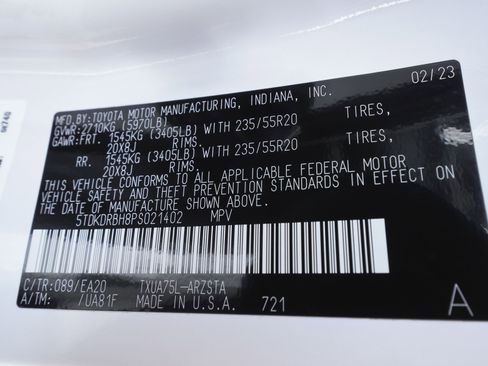 02/23
MFD.BY:TOYOTA MOTOR MANUFACTURING, INDIANA, INC.
GVWR:2710KG (5970LB)
GAWR:FRT. 1545KG (3405LB) WITH 235/55R20 TIRES,
20X8J RIMS.
RR. 1545KG (3405LB) WITH 235/55R20 TIRES,
20X8J RIMS.
THIS VEHICLE CONFORMS TO ALL APPLICABLE FEDERAL MOTOR
VEHICLE SAFETY AND THEFT PREVENTION STANDARDS IN EFFECT ON
THE DATE OF MANUFACTURE SHOWN ABOVE.
5TDKDRBH8PS021402 MPV
C/TR:089/EA20 TXUA75L-ARZSTA
A/TM: /UA81F MADE IN U.S.A. 721 A